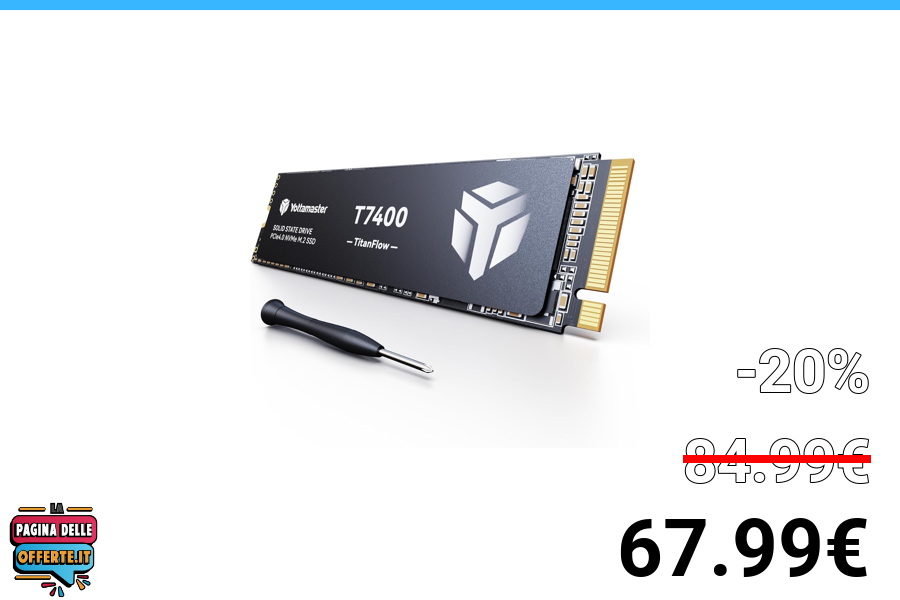 Yottamaster
SOLID STATE DRIVE
PCIe4.0 NVMe M.2 SSD
T7400
—TitanFlow—
-20%
84.99€
67.99€
LA
PAGINA DELLE
OFFERTE.IT